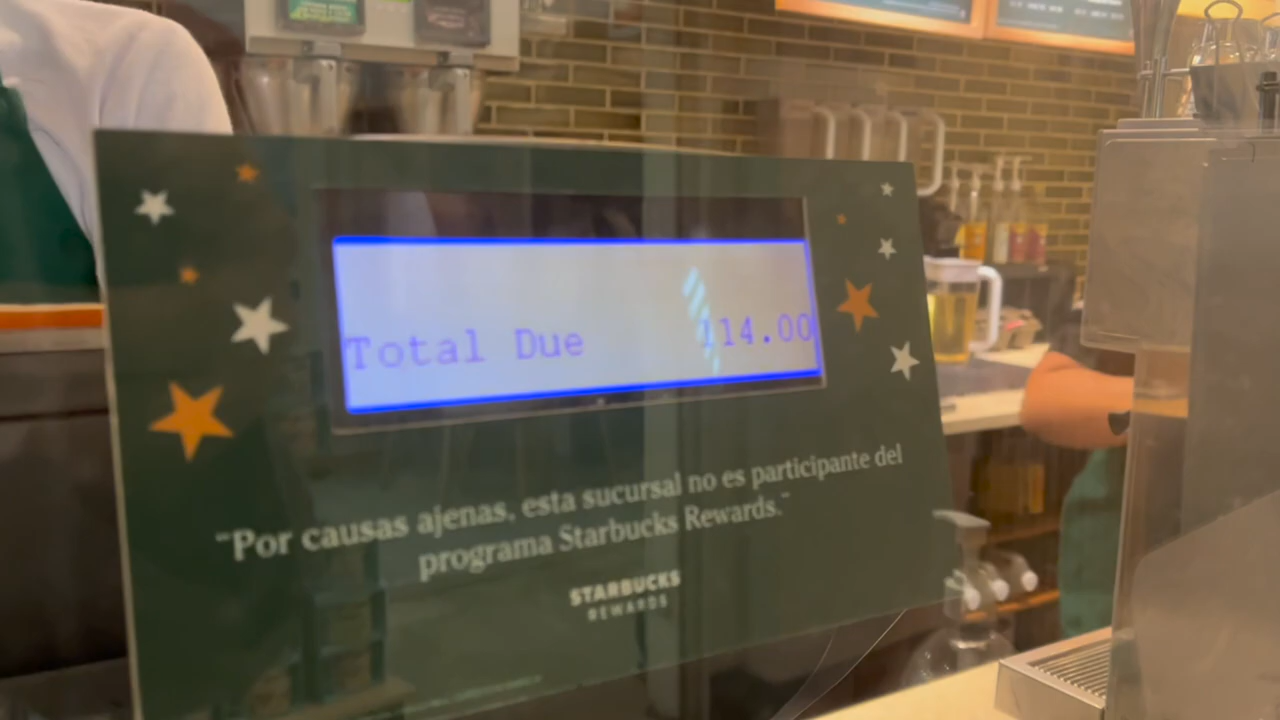 Total Due 114.00
"Por causas ajenas, esta sucursal no es participante del
programa Starbucks Rewards."
STARBUCKS
REWARDS